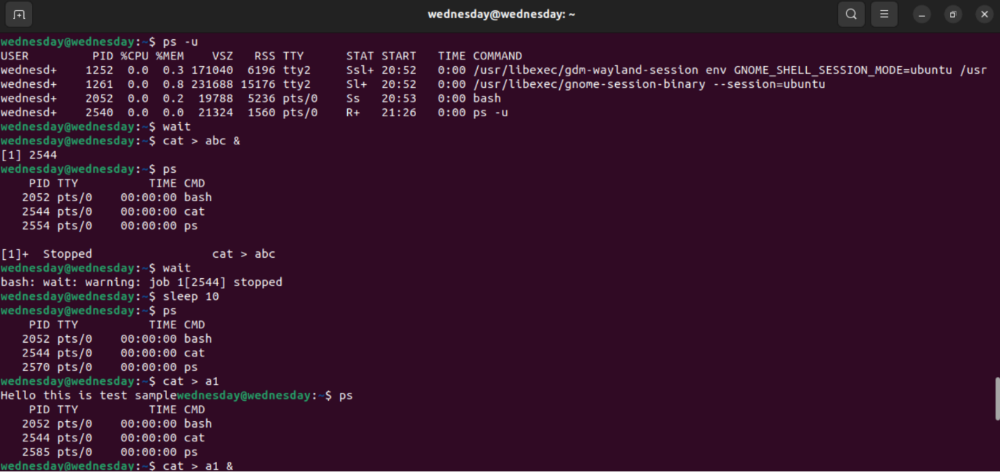 wednesday@wednesday: ~
wednesday@wednesday:~$ ps -u
USER         PID %CPU %MEM    VSZ   RSS TTY      STAT START   TIME COMMAND
wednesd+    1252  0.0  0.3 171040  6196 tty2     Ssl+ 20:52   0:00 /usr/libexec/gdm-wayland-session env GNOME_SHELL_SESSION_MODE=ubuntu /usr
wednesd+    1261  0.0  0.8 231688 15176 tty2     Sl+  20:52   0:00 /usr/libexec/gnome-session-binary --session=ubuntu
wednesd+    2052  0.0  0.2  19788  5236 pts/0    Ss   20:53   0:00 bash
wednesd+    2540  0.0  0.0  21324  1560 pts/0    R+   21:26   0:00 ps -u
wednesday@wednesday:~$ wait
wednesday@wednesday:~$ cat > abc &
[1] 2544
wednesday@wednesday:~$ ps
    PID TTY          TIME CMD
   2052 pts/0    00:00:00 bash
   2544 pts/0    00:00:00 cat
   2554 pts/0    00:00:00 ps
[1]+  Stopped                 cat > abc
wednesday@wednesday:~$ wait
bash: wait: warning: job 1[2544] stopped
wednesday@wednesday:~$ sleep 10
wednesday@wednesday:~$ ps
    PID TTY          TIME CMD
   2052 pts/0    00:00:00 bash
   2544 pts/0    00:00:00 cat
   2570 pts/0    00:00:00 ps
wednesday@wednesday:~$ cat > a1
Hello this is test samplewednesday@wednesday:~$ ps
    PID TTY          TIME CMD
   2052 pts/0    00:00:00 bash
   2544 pts/0    00:00:00 cat
   2585 pts/0    00:00:00 ps
wednesday@wednesday:~$ cat > a1 &